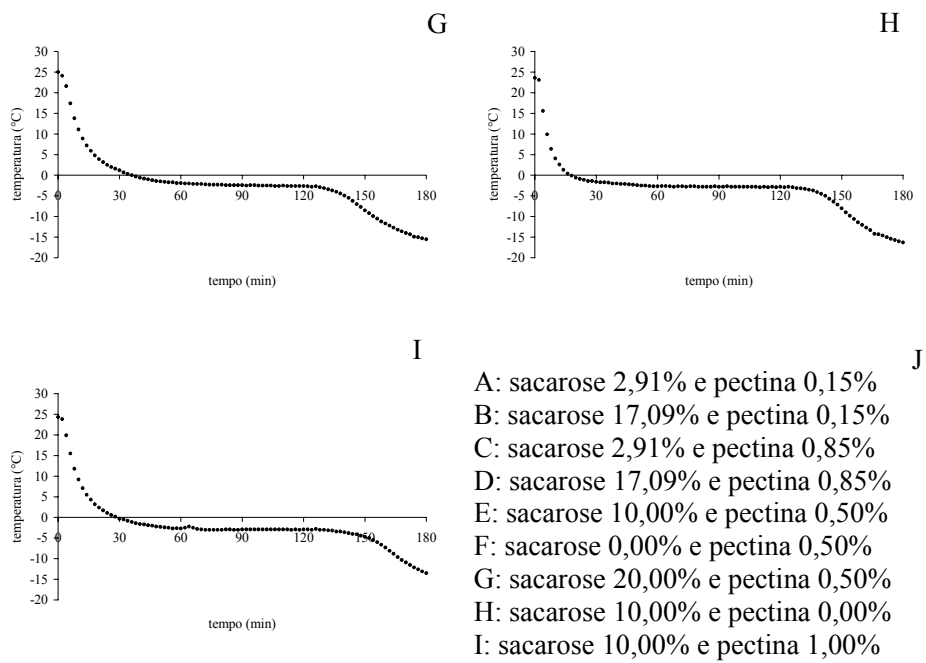 G
30
25
20
15
10
5
0
-5
-10
-15
-20
temperatura (°C)
0 30 60 90 120 150 180
tempo (min)
H
30
25
20
15
10
5
0
-5
-10
-15
-20
temperatura (°C)
0 30 60 90 120 150 180
tempo (min)
I
30
25
20
15
10
5
0
-5
-10
-15
-20
temperatura (°C)
0 30 60 90 120 150 180
tempo (min)
J
A: sacarose 2,91% e pectina 0,15%
B: sacarose 17,09% e pectina 0,15%
C: sacarose 2,91% e pectina 0,85%
D: sacarose 17,09% e pectina 0,85%
E: sacarose 10,00% e pectina 0,50%
F: sacarose 0,00% e pectina 0,50%
G: sacarose 20,00% e pectina 0,50%
H: sacarose 10,00% e pectina 0,00%
I: sacarose 10,00% e pectina 1,00%